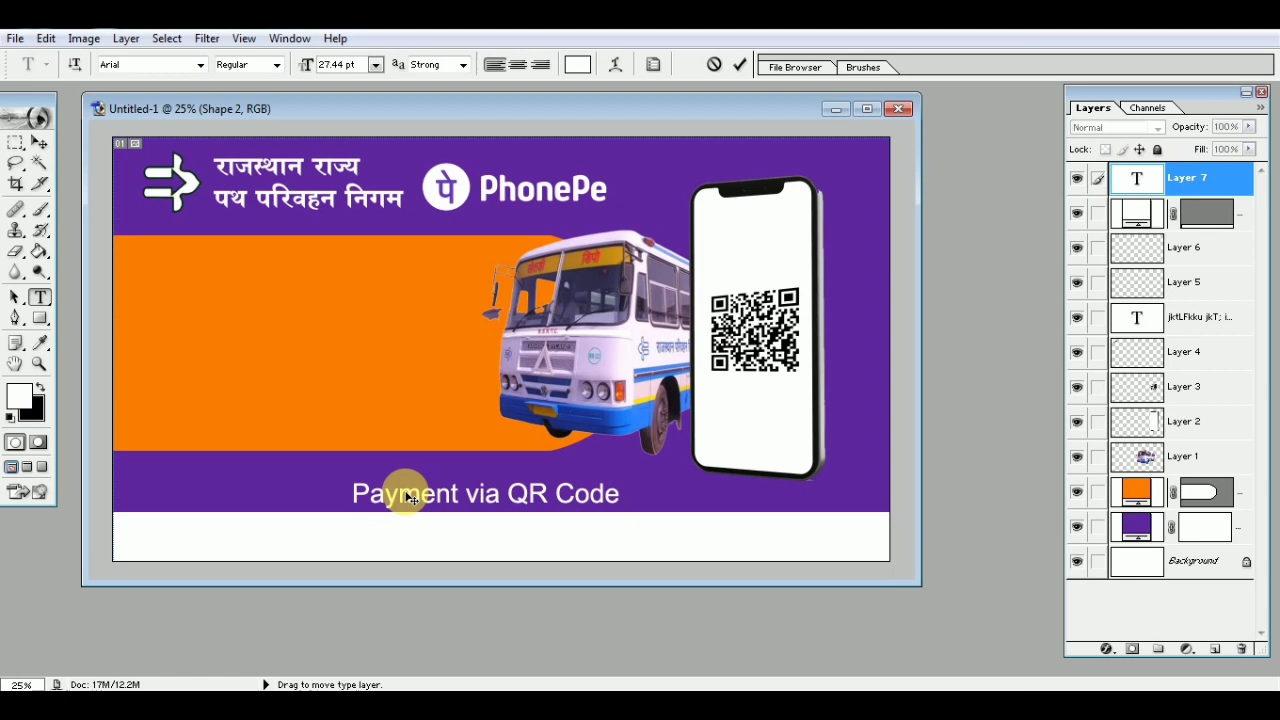 File Edit Image Layer Select Filter View Window Help
T Arial Regular 27.44 pt aa Strong File Browser Brushes
Untitled-1 @ 25% (Shape 2, RGB)
01
राजस्थान राज्य
पथ परिवहन निगम
पे PhonePe
Payment via QR Code
Layers Channels
Normal Opacity: 100%
Lock: Fill: 100%
T Layer 7
Layer 6
Layer 5
T jktLFkku jkT; i...
Layer 4
Layer 3
Layer 2
Layer 1
Background
25% Doc: 17M/12.2M Drag to move type layer.